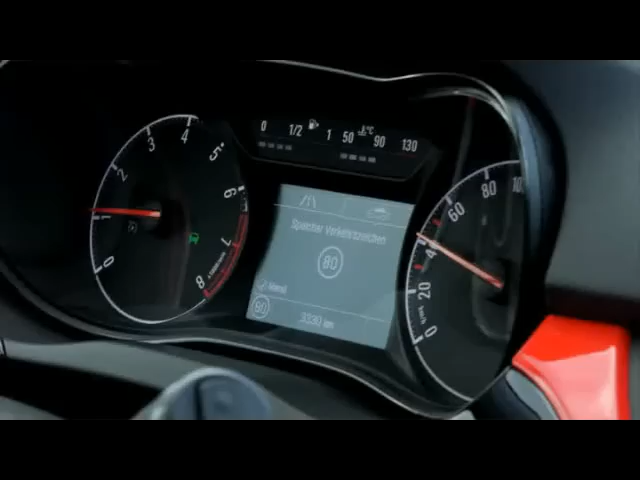 0 1/2 1 50 °C 90 130
0 1 2 3 4 5 6 7 8
Speicher Verkehrszeichen
80
Menü
80
3330 km
0 20 40 60 80
km/h